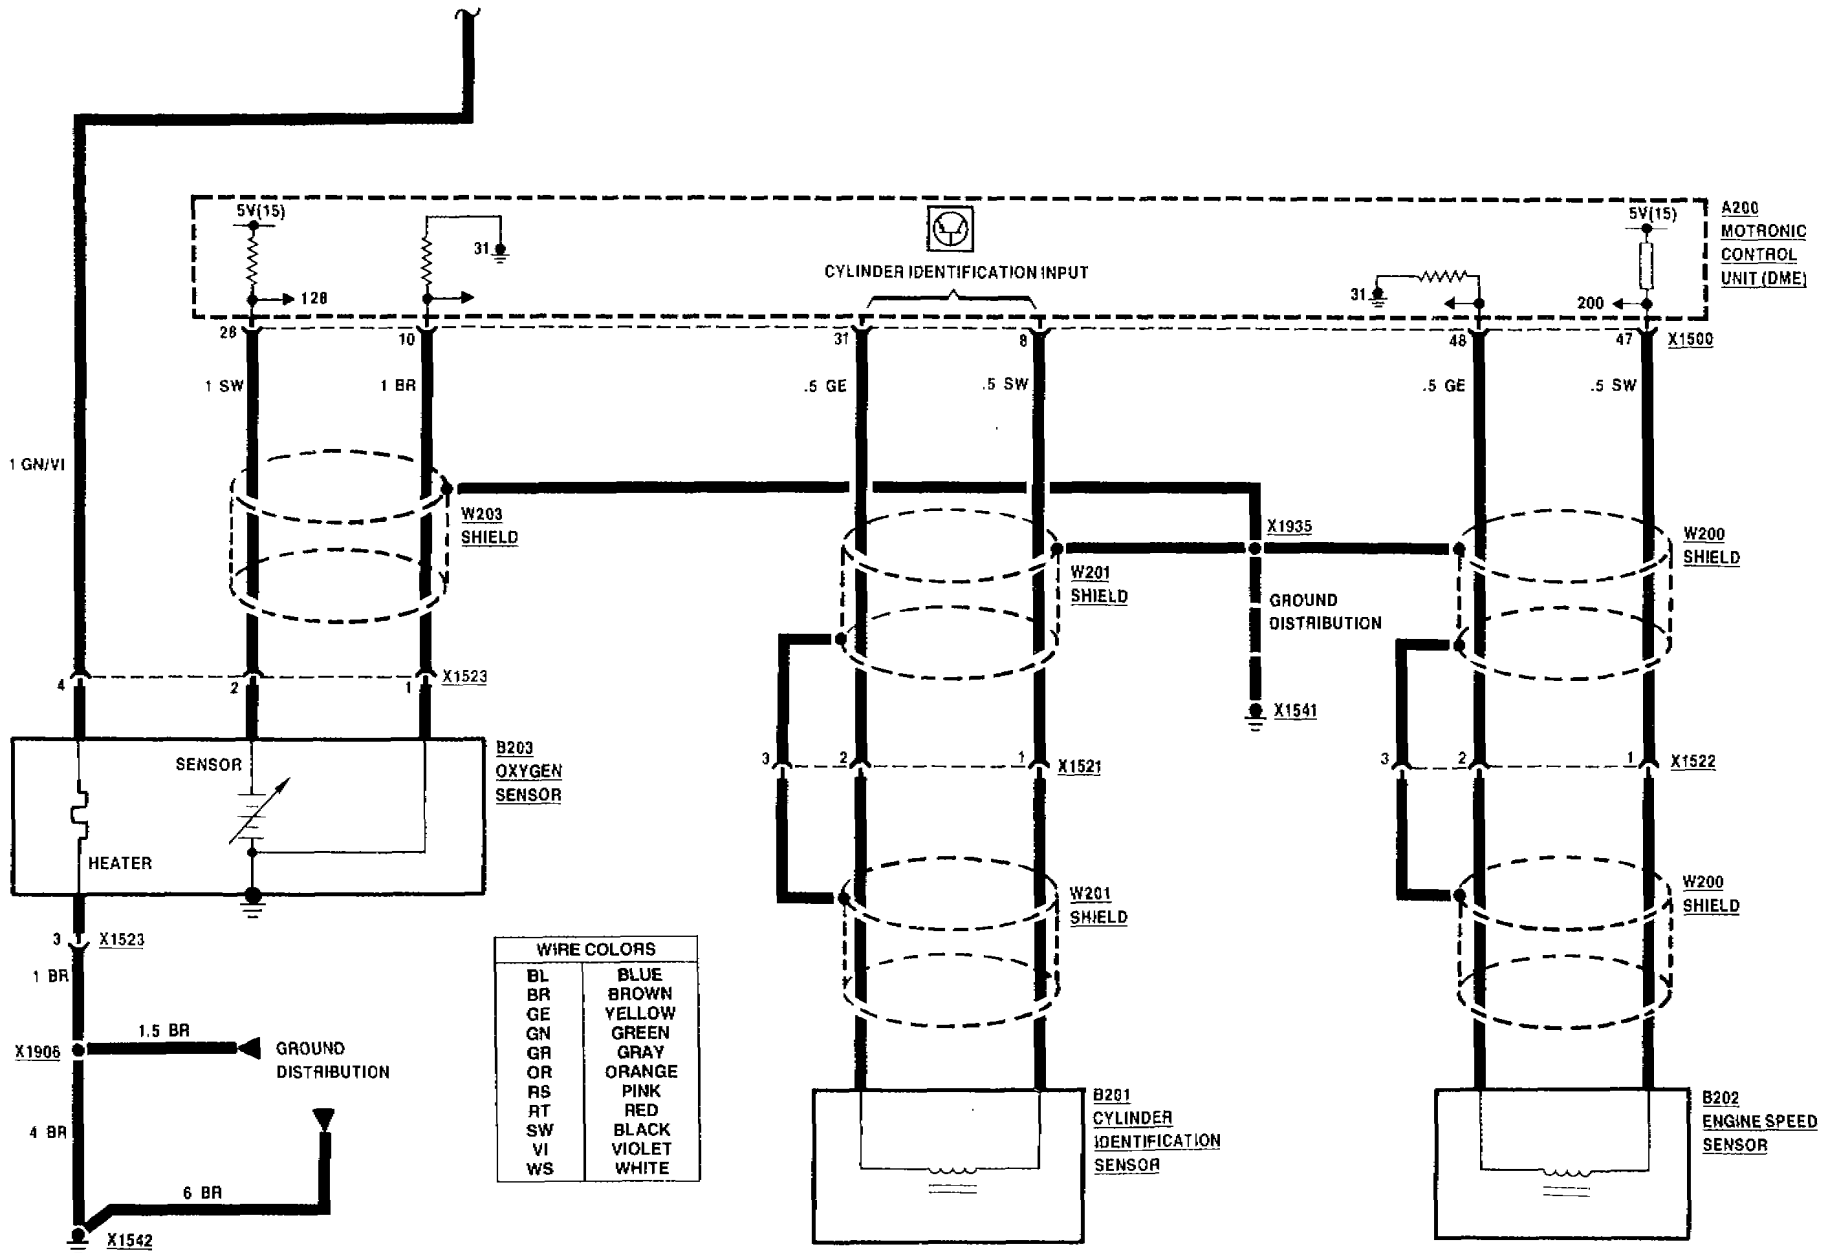 5V(15)
31
128
CYLINDER IDENTIFICATION INPUT
31
5V(15)
200
A200
MOTRONIC
CONTROL
UNIT (DME)
28
10
31
8
48
47
X1500
1 SW
1 BR
.5 GE
.5 SW
.5 GE
.5 SW
1 GN/VI
W203
SHIELD
X1935
W201
SHIELD
W200
SHIELD
GROUND
DISTRIBUTION
X1541
4
2
1
X1523
SENSOR
HEATER
B203
OXYGEN
SENSOR
3
2
1
X1521
3
2
1
X1522
W201
SHIELD
W200
SHIELD
3
X1523
1 BR
1.5 BR
X1906
GROUND
DISTRIBUTION
4 BR
6 BR
X1542
WIRE COLORS
BL BLUE
BR BROWN
GE YELLOW
GN GREEN
GR GRAY
OR ORANGE
RS PINK
RT RED
SW BLACK
VI VIOLET
WS WHITE
B201
CYLINDER
IDENTIFICATION
SENSOR
B202
ENGINE SPEED
SENSOR